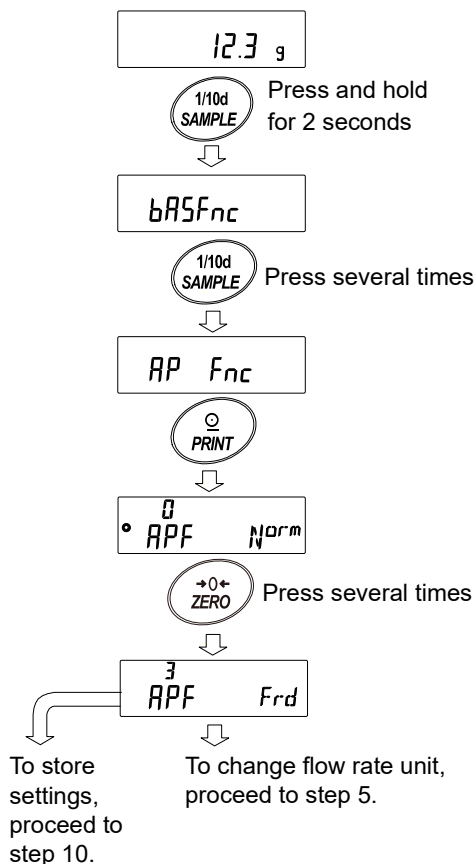 12.3 g
1/10d
SAMPLE
Press and hold
for 2 seconds
bASFnc
1/10d
SAMPLE
Press several times
AP Fnc
PRINT
0
APF Norm
→0←
ZERO
Press several times
3
APF Frd
To store
settings,
proceed to
step 10.
To change flow rate unit,
proceed to step 5.